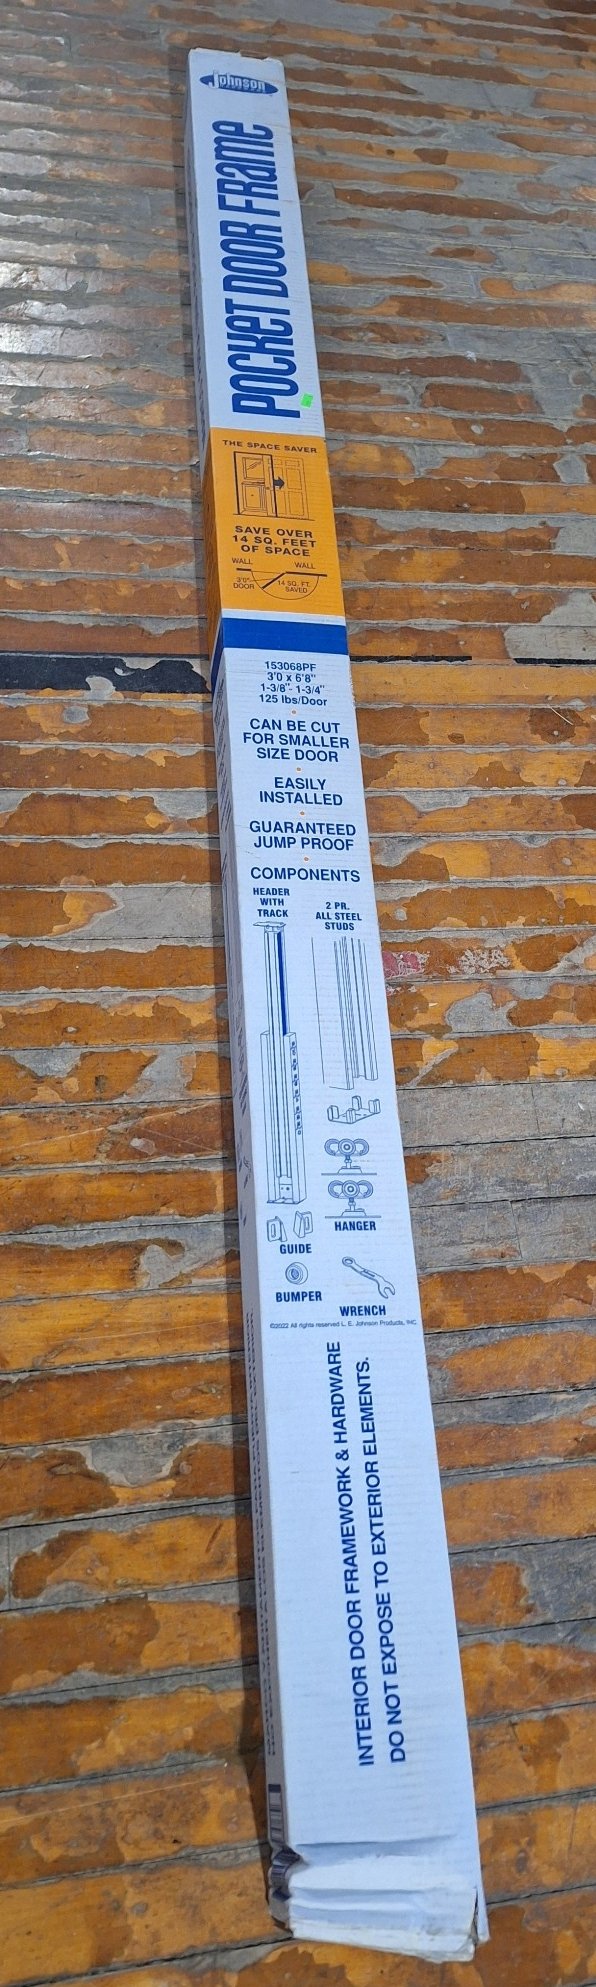 Johnson
POCKET DOOR FRAME
THE SPACE SAVER
SAVE OVER
14 SQ. FEET
OF SPACE
WALL
WALL
3'0"
DOOR
14 SQ. FT.
SAVED
153068PF
3'0 x 6'8"
1-3/8"- 1-3/4"
125 lbs/Door
CAN BE CUT
FOR SMALLER
SIZE DOOR
EASILY
INSTALLED
GUARANTEED
JUMP PROOF
COMPONENTS
HEADER
WITH
TRACK
2 PR.
ALL STEEL
STUDS
HANGER
GUIDE
BUMPER
WRENCH
©2022 All rights reserved L. E. Johnson Products, INC.
INTERIOR DOOR FRAMEWORK & HARDWARE
DO NOT EXPOSE TO EXTERIOR ELEMENTS.